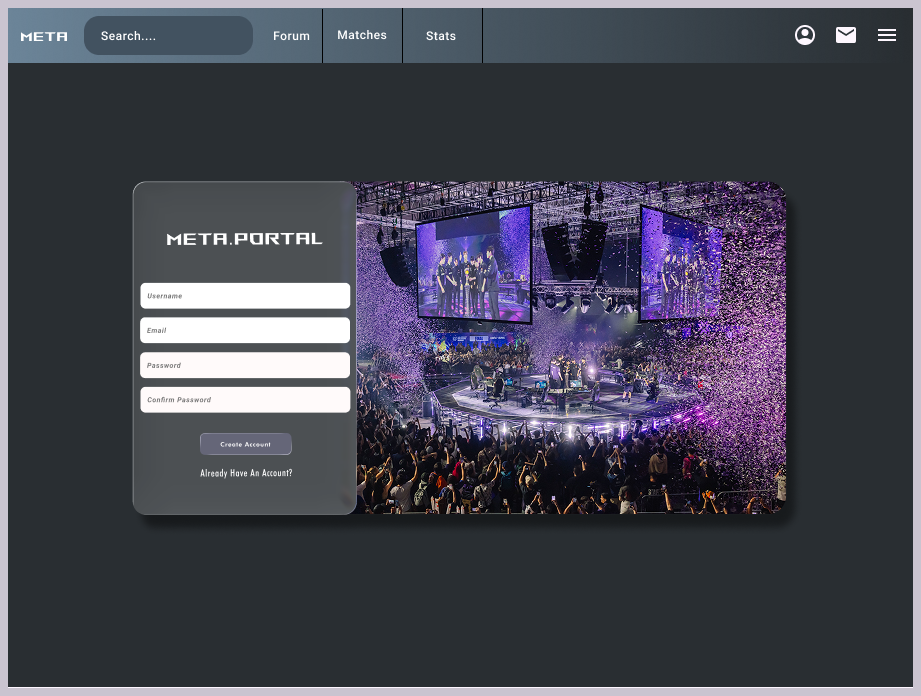 META
Search....
Forum
Matches
Stats
META.PORTAL
Username
Email
Password
Confirm Password
Create Account
Already Have An Account?